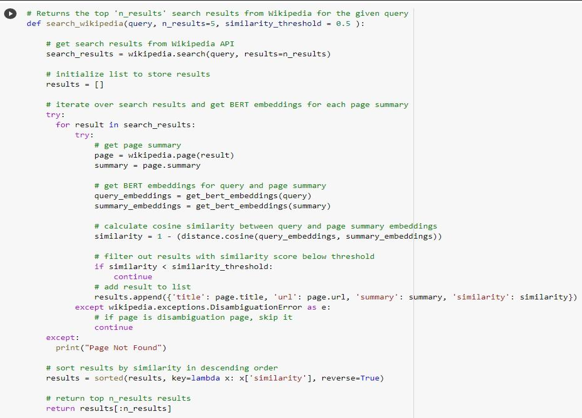 # Returns the top 'n_results' search results from Wikipedia for the given query
def search_wikipedia(query, n_results=5, similarity_threshold = 0.5 ):
# get search results from Wikipedia API
search_results = wikipedia.search(query, results=n_results)
# initialize list to store results
results = []
# iterate over search results and get BERT embeddings for each page summary
try:
for result in search_results:
try:
# get page summary
page = wikipedia.page(result)
summary = page.summary
# get BERT embeddings for query and page summary
query_embeddings = get_bert_embeddings(query)
summary_embeddings = get_bert_embeddings(summary)
# calculate cosine similarity between query and page summary embeddings
similarity = 1 - (distance.cosine(query_embeddings, summary_embeddings))
# filter out results with similarity score below threshold
if similarity < similarity_threshold:
continue
# add result to list
results.append({'title': page.title, 'url': page.url, 'summary': summary, 'similarity': similarity})
except wikipedia.exceptions.DisambiguationError as e:
# if page is disambiguation page, skip it
continue
except:
print("Page Not Found")
# sort results by similarity in descending order
results = sorted(results, key=lambda x: x['similarity'], reverse=True)
# return top n_results results
return results[:n_results]